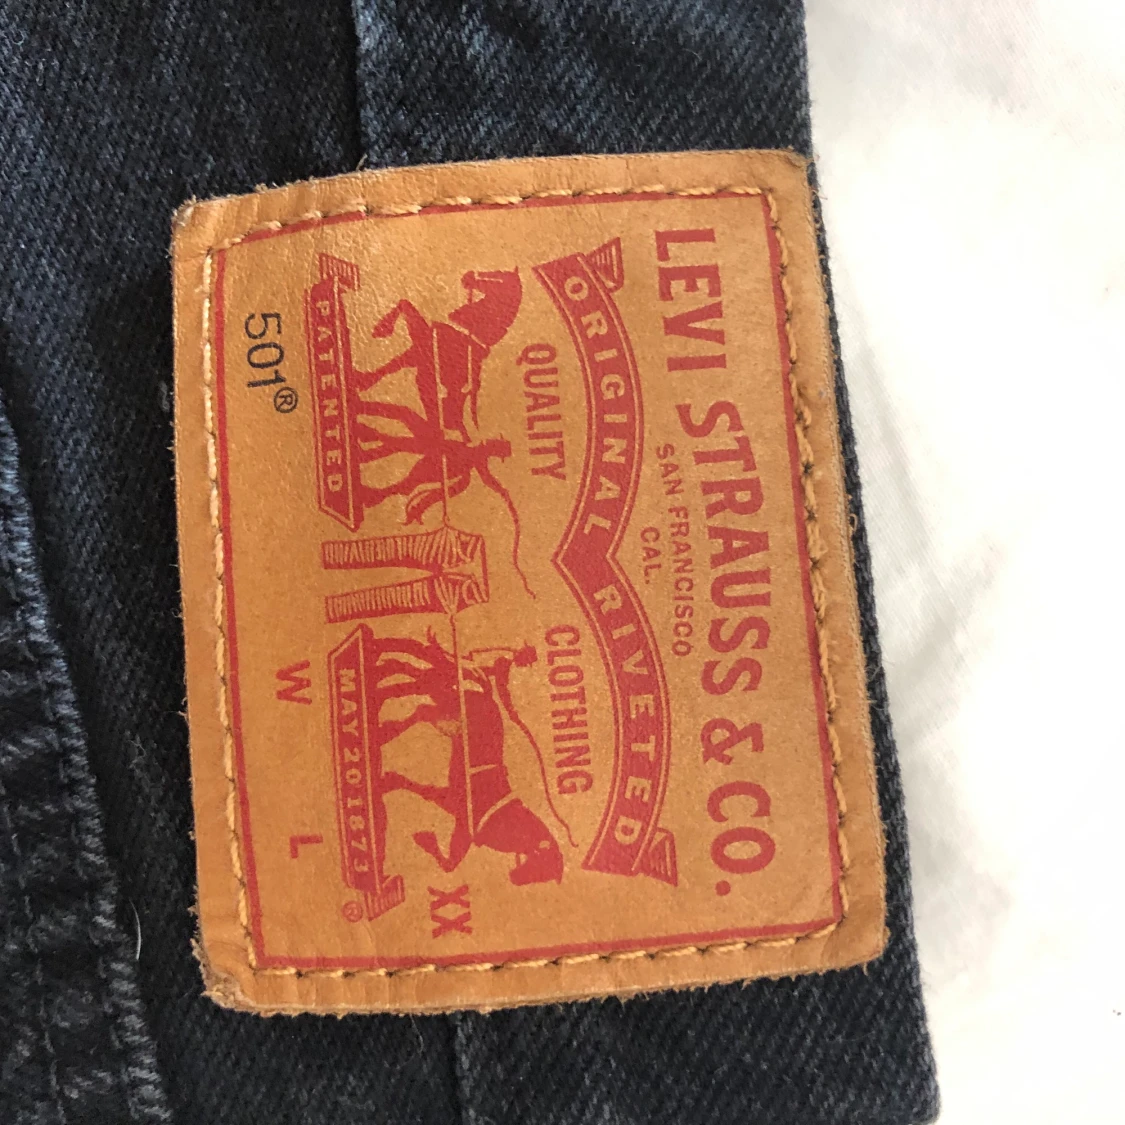 LEVI STRAUSS & CO.
SAN FRANCISCO
CAL.
ORIGINAL RIVETED
QUALITY CLOTHING
XX
PATENTED MAY 20 1873 ®
501® W L